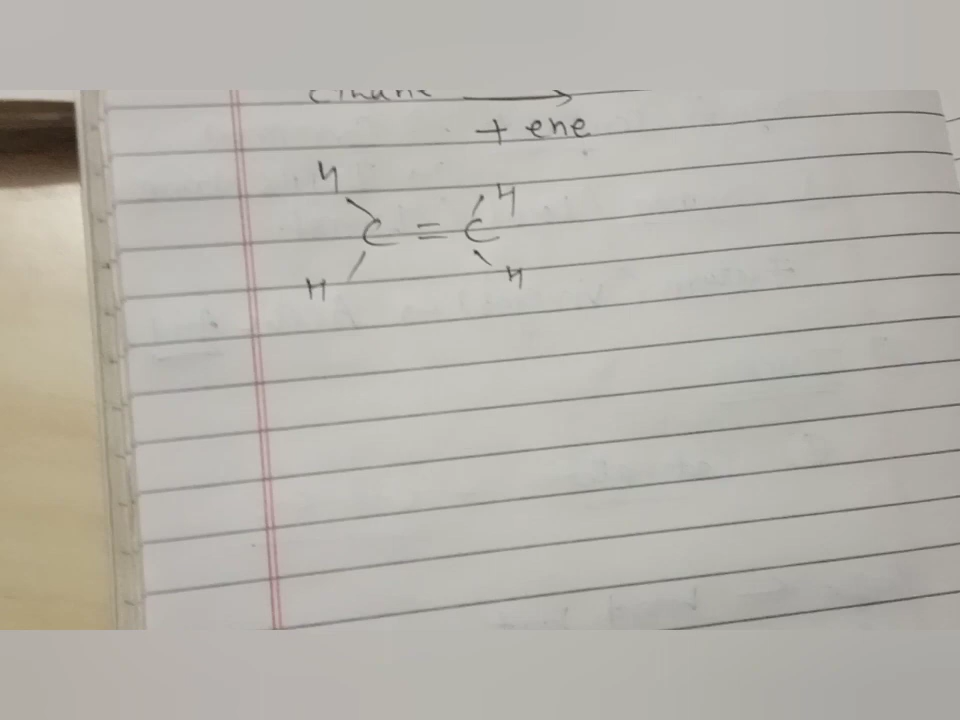 + ene
H H
C = C
H H